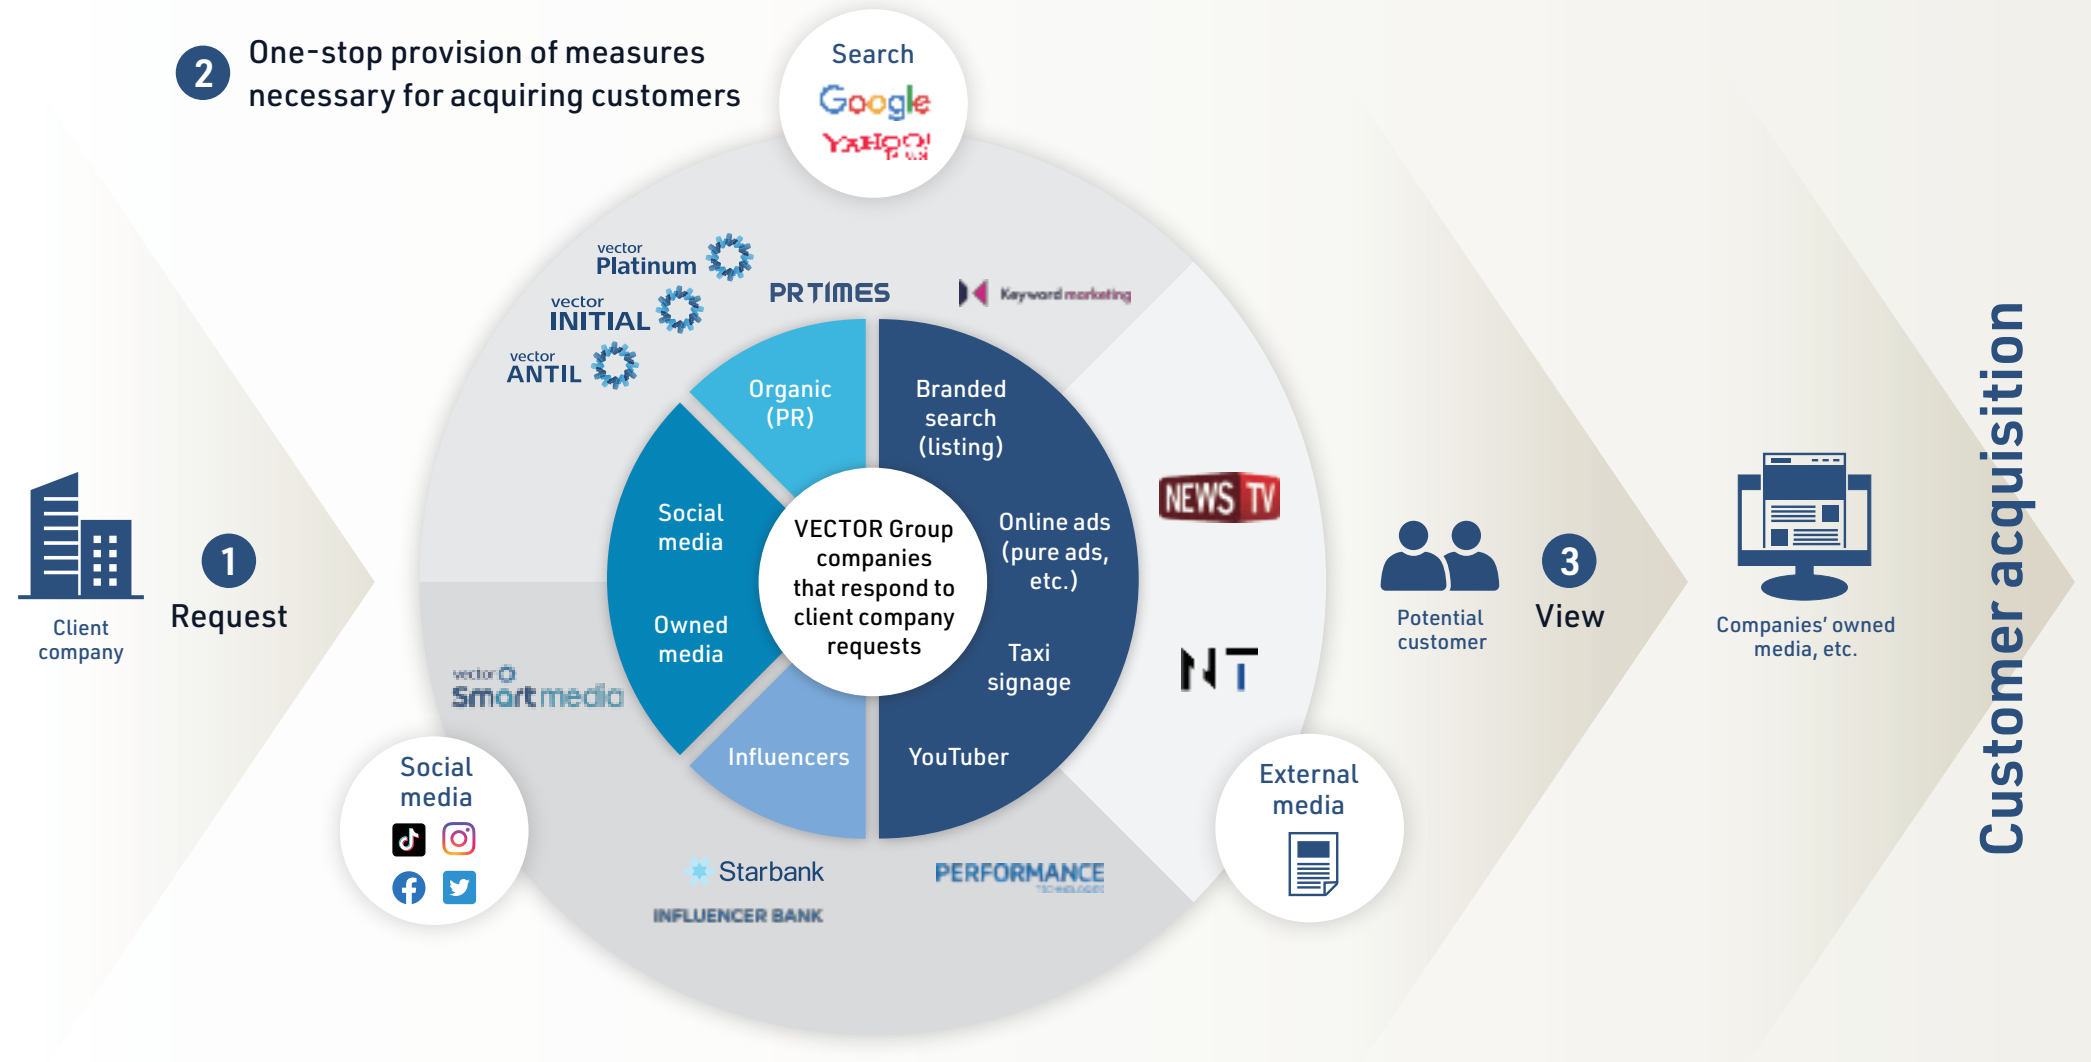 2
One-stop provision of measures
necessary for acquiring customers
Search
Google
YAHOO!
vector
Platinum
vector
INITIAL
vector
ANTIL
PR TIMES
Keyword marketing
Organic
(PR)
Branded
search
(listing)
Social
media
Owned
media
Influencers
VECTOR Group
companies
that respond to
client company
requests
Online ads
(pure ads,
etc.)
Taxi
signage
YouTuber
NEWS TV
NT
vector
Smart media
Starbank
INFLUENCER BANK
PERFORMANCE
TECHNOLOGIES
Social
media
External
media
Client
company
1
Request
Potential
customer
3
View
Companies' owned
media, etc.
Customer acquisition